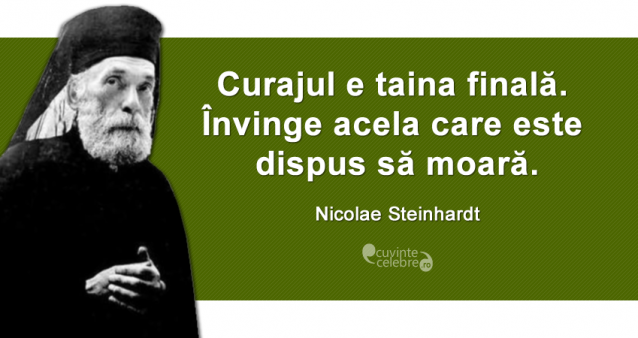 Curajul e taina finală.
Învinge acela care este
dispus să moară.
Nicolae Steinhardt
cuvinte
celebre.ro